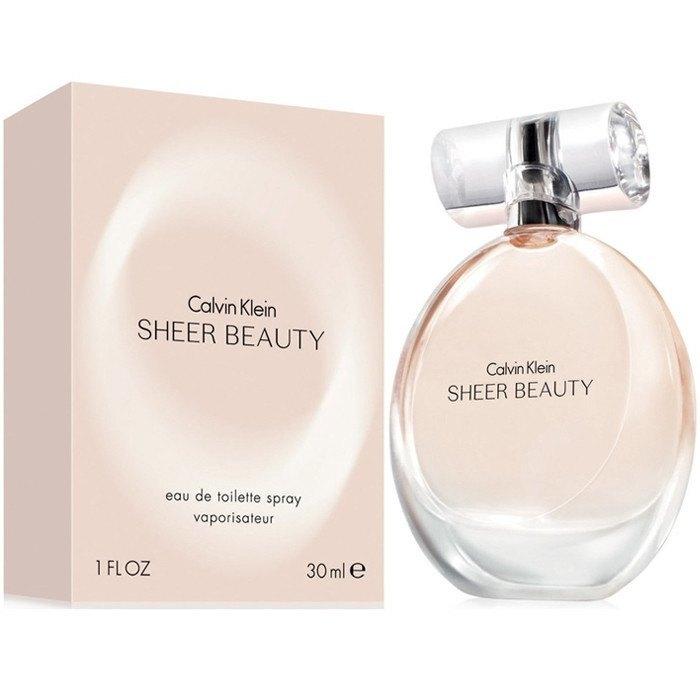 Calvin Klein
SHEER BEAUTY
eau de toilette spray
vaporisateur
1 FL OZ
30 ml ℮
Calvin Klein
SHEER BEAUTY